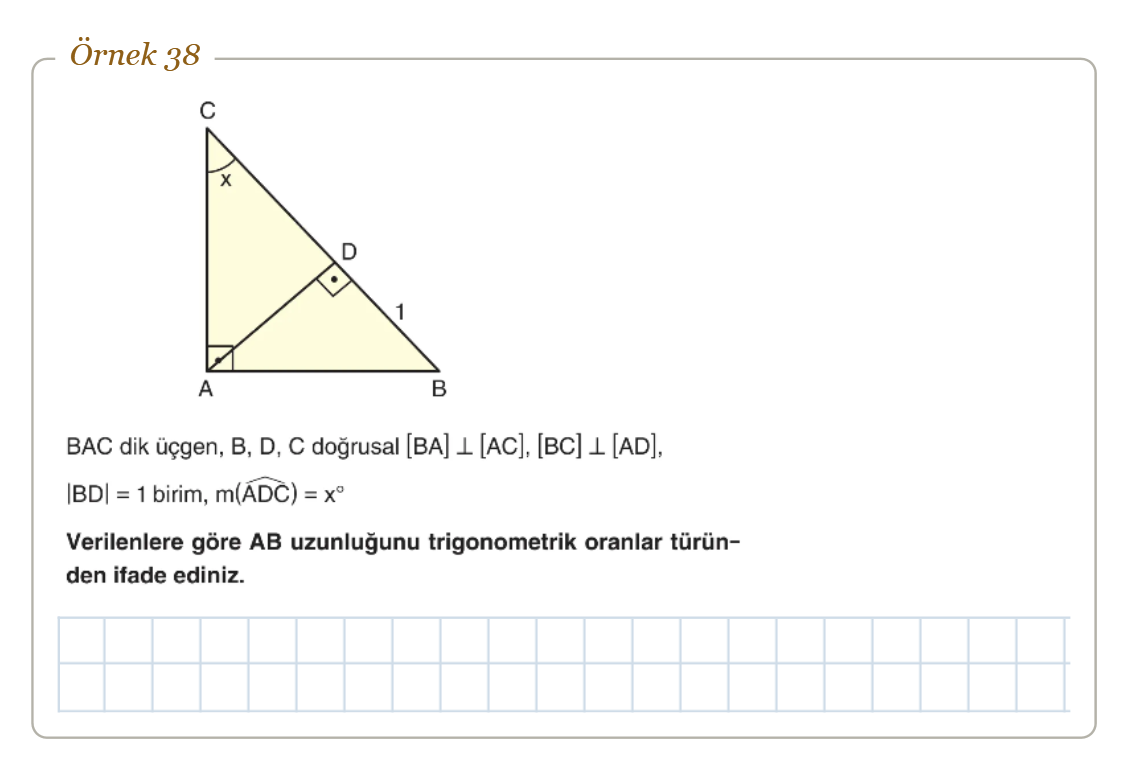 Örnek 38
C
x
D
1
A
B
BAC dik üçgen, B, D, C doğrusal [BA] ⊥ [AC], [BC] ⊥ [AD],
|BD| = 1 birim, m(ADC) = x°
Verilenlere göre AB uzunluğunu trigonometrik oranlar türün-
den ifade ediniz.